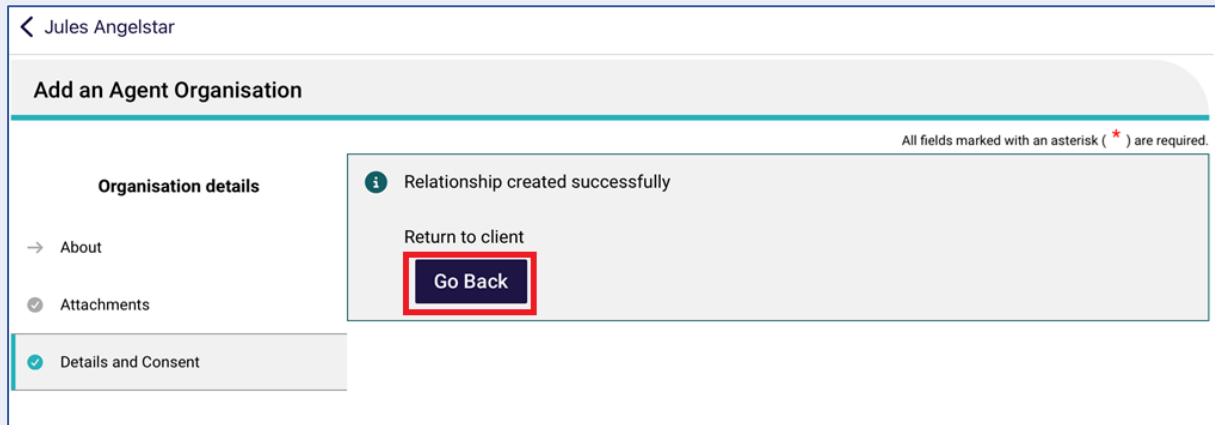 Jules Angelstar
Add an Agent Organisation
All fields marked with an asterisk ( * ) are required.
Organisation details
About
Attachments
Details and Consent
Relationship created successfully
Return to client
Go Back